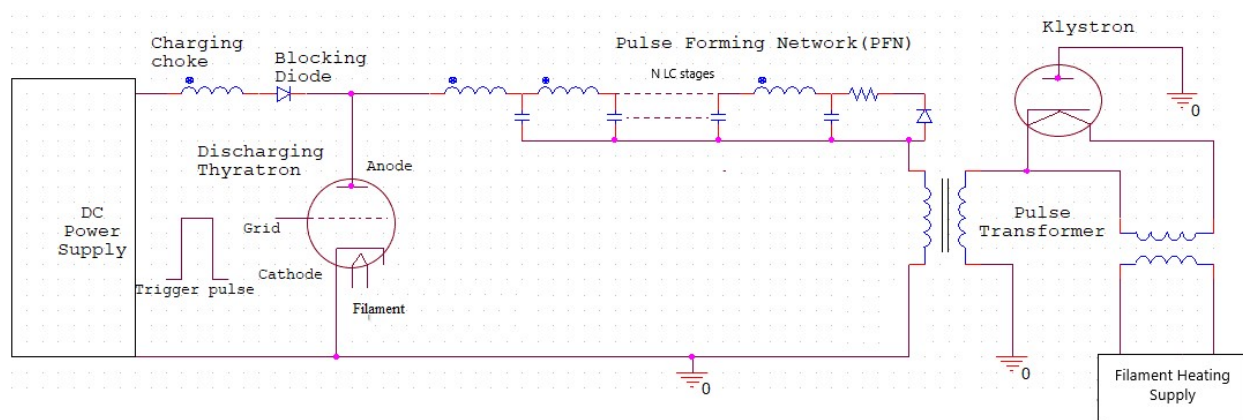 Charging
choke
Blocking
Diode
Pulse Forming Network(PFN)
N LC stages
Klystron
0
Discharging
Thyratron
Anode
DC
Power
Supply
Grid
Cathode
Trigger pulse
Filament
Pulse
Transformer
0
0
Filament Heating
Supply